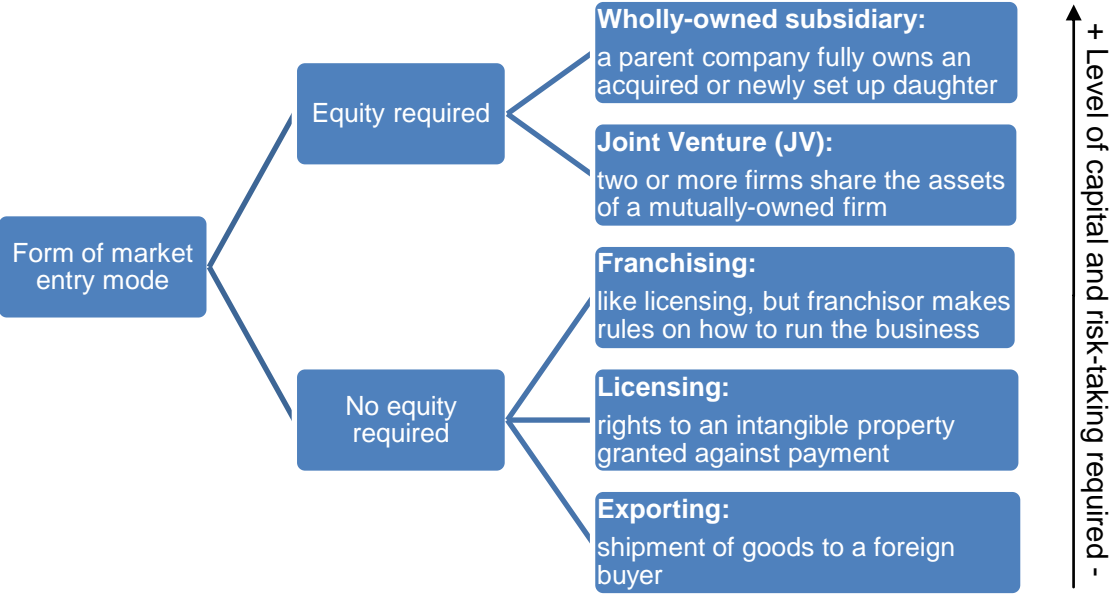 Wholly-owned subsidiary:
a parent company fully owns an
acquired or newly set up daughter
Equity required
Joint Venture (JV):
two or more firms share the assets
of a mutually-owned firm
Form of market
entry mode
Franchising:
like licensing, but franchisor makes
rules on how to run the business
No equity
required
Licensing:
rights to an intangible property
granted against payment
Exporting:
shipment of goods to a foreign
buyer
+ Level of capital and risk-taking required -